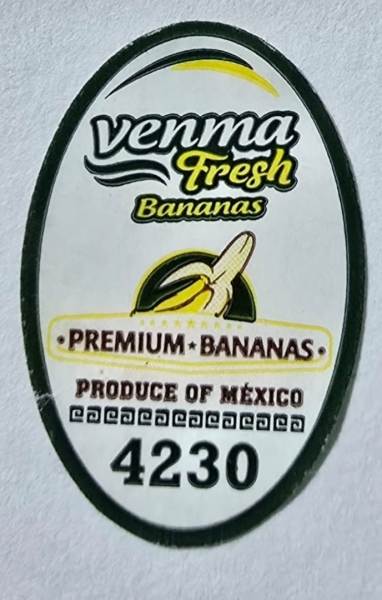 venma
Fresh
Bananas
• PREMIUM ★ BANANAS •
PRODUCE OF MÉXICO
4230